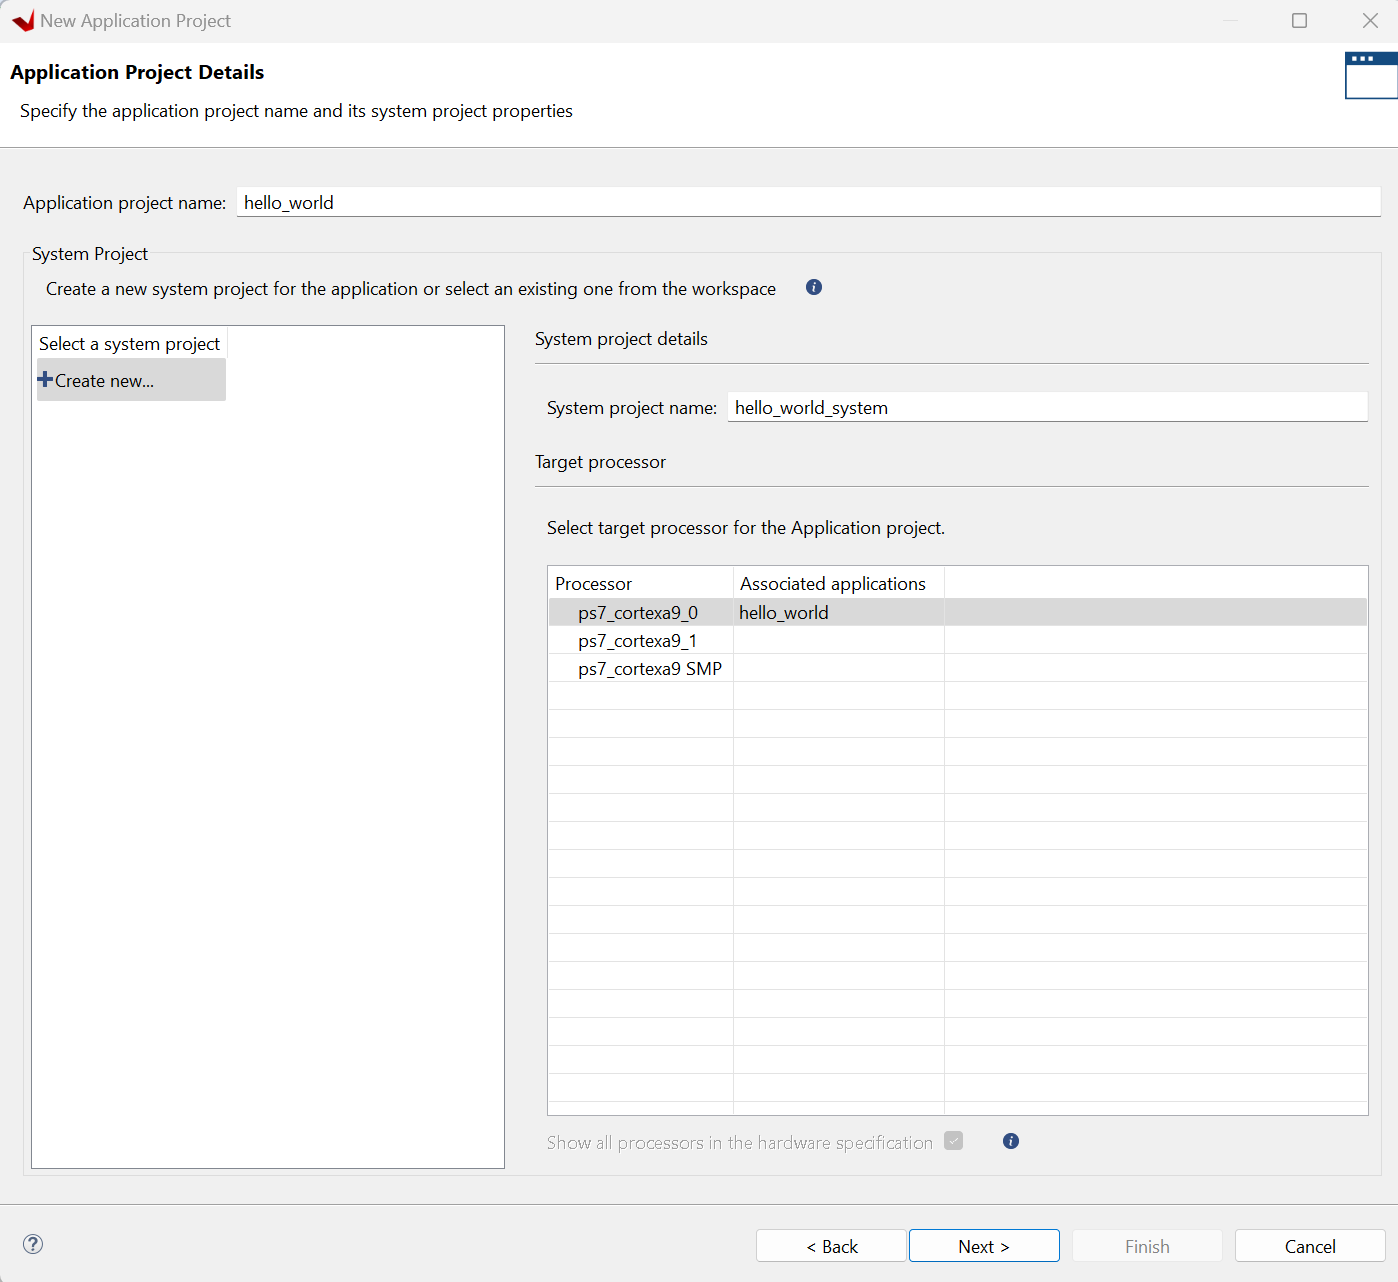 New Application Project
Application Project Details
Specify the application project name and its system project properties
Application project name: hello_world
System Project
Create a new system project for the application or select an existing one from the workspace
Select a system project
Create new...
System project details
System project name: hello_world_system
Target processor
Select target processor for the Application project.
Processor Associated applications
ps7_cortexa9_0 hello_world
ps7_cortexa9_1
ps7_cortexa9 SMP
Show all processors in the hardware specification
< Back Next > Finish Cancel